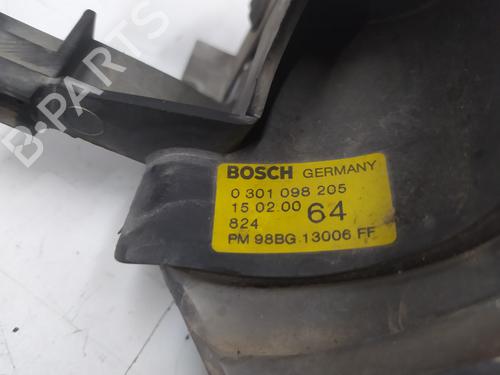 B-PARTS
BOSCH GERMANY
0 301 098 205
15 02.00 64
824
PM 98BG 13006 FF